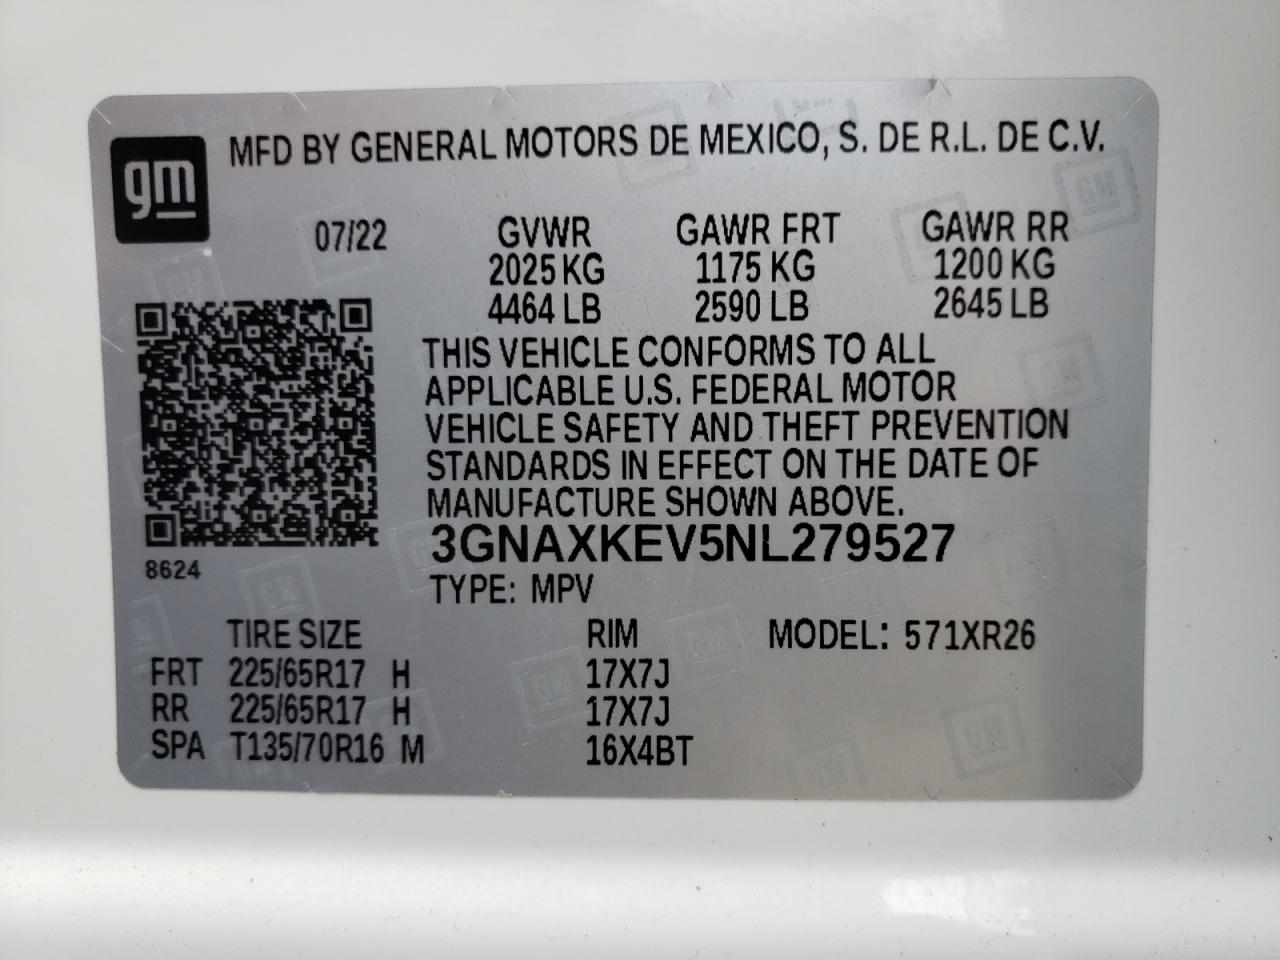 gm
MFD BY GENERAL MOTORS DE MEXICO, S. DE R.L. DE C.V.
07/22 GVWR GAWR FRT GAWR RR
2025 KG 1175 KG 1200 KG
4464 LB 2590 LB 2645 LB
THIS VEHICLE CONFORMS TO ALL
APPLICABLE U.S. FEDERAL MOTOR
VEHICLE SAFETY AND THEFT PREVENTION
STANDARDS IN EFFECT ON THE DATE OF
MANUFACTURE SHOWN ABOVE.
3GNAXKEV5NL279527
8624
TYPE: MPV
TIRE SIZE RIM MODEL: 571XR26
FRT 225/65R17 H 17X7J
RR 225/65R17 H 17X7J
SPA T135/70R16 M 16X4BT